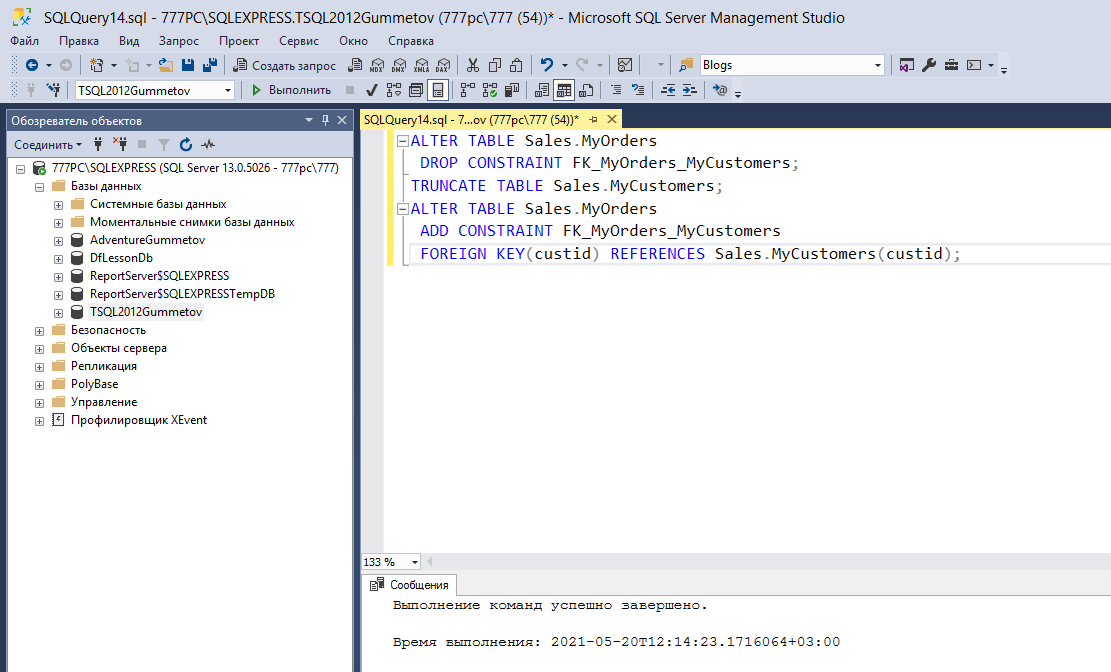 SQLQuery14.sql - 777PC\SQLEXPRESS.TSQL2012Gummetov (777pc\777 (54))* - Microsoft SQL Server Management Studio
Файл Правка Вид Запрос Проект Сервис Окно Справка
Создать запрос MDX DMX XMLA DAX Blogs
TSQL2012Gummetov Выполнить
Обозреватель объектов
SQLQuery14.sql - 7...ov (777pc\777 (54))*
Соединить
777PC\SQLEXPRESS (SQL Server 13.0.5026 - 777pc\777)
Базы данных
Системные базы данных
Моментальные снимки базы данных
AdventureGummetov
DfLessonDb
ReportServer$SQLEXPRESS
ReportServer$SQLEXPRESSTempDB
TSQL2012Gummetov
Безопасность
Объекты сервера
Репликация
PolyBase
Управление
Профилировщик XEvent
ALTER TABLE Sales.MyOrders
DROP CONSTRAINT FK_MyOrders_MyCustomers;
TRUNCATE TABLE Sales.MyCustomers;
ALTER TABLE Sales.MyOrders
ADD CONSTRAINT FK_MyOrders_MyCustomers
FOREIGN KEY(custid) REFERENCES Sales.MyCustomers(custid);
133 %
Сообщения
Выполнение команд успешно завершено.
Время выполнения: 2021-05-20T12:14:23.1716064+03:00